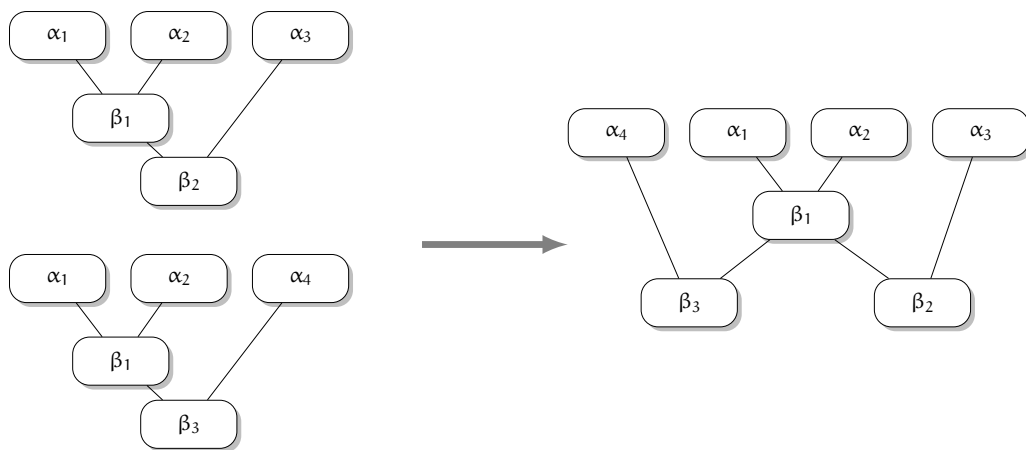 α₁ α₂ α₃
β₁
β₂
α₁ α₂ α₄
β₁
β₃
α₄ α₁ α₂ α₃
β₁
β₃ β₂